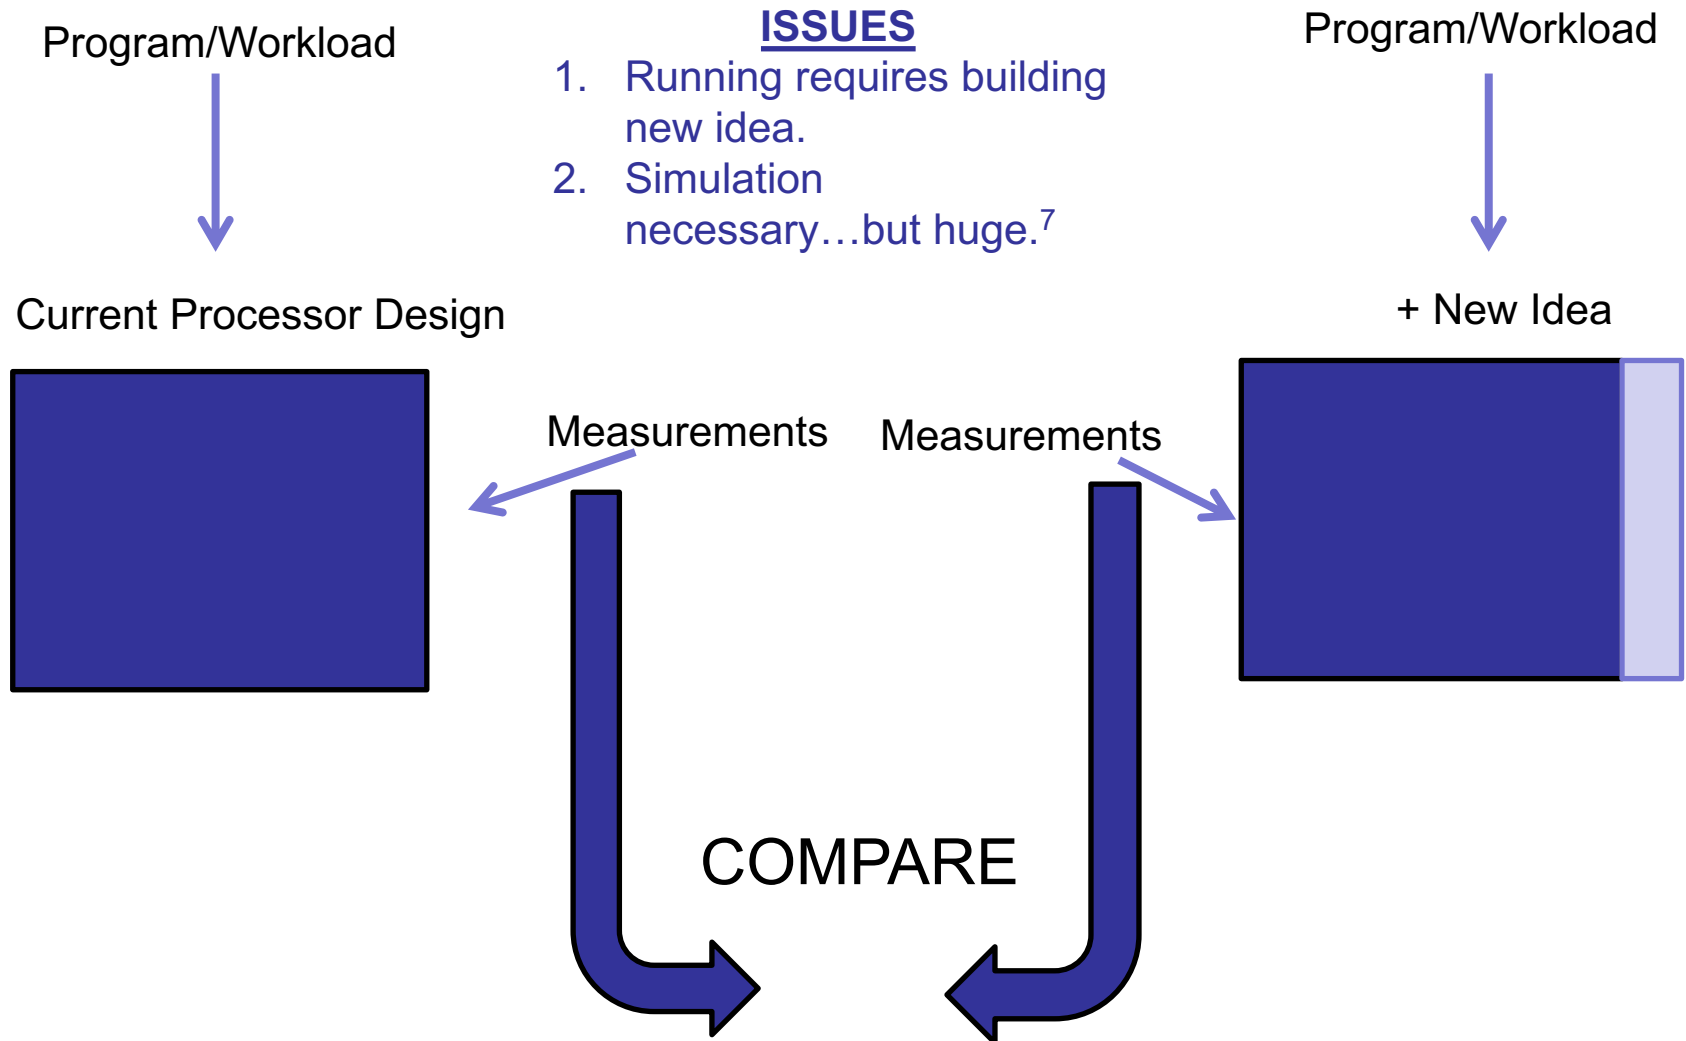 Program/Workload
ISSUES
1. Running requires building
new idea.
2. Simulation
necessary…but huge.7
Program/Workload
Current Processor Design
+ New Idea
Measurements
Measurements
COMPARE